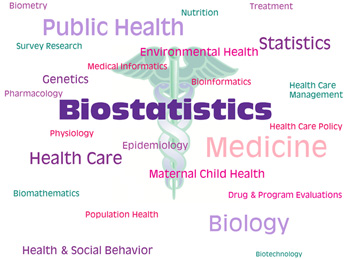 Biometry
Nutrition
Treatment
Public Health
Survey Research
Environmental Health
Statistics
Medical Informatics
Genetics
Bioinformatics
Health Care
Management
Pharmacology
Biostatistics
Physiology
Health Care Policy
Epidemiology
Medicine
Health Care
Maternal Child Health
Biomathematics
Drug & Program Evaluations
Population Health
Biology
Health & Social Behavior
Biotechnology